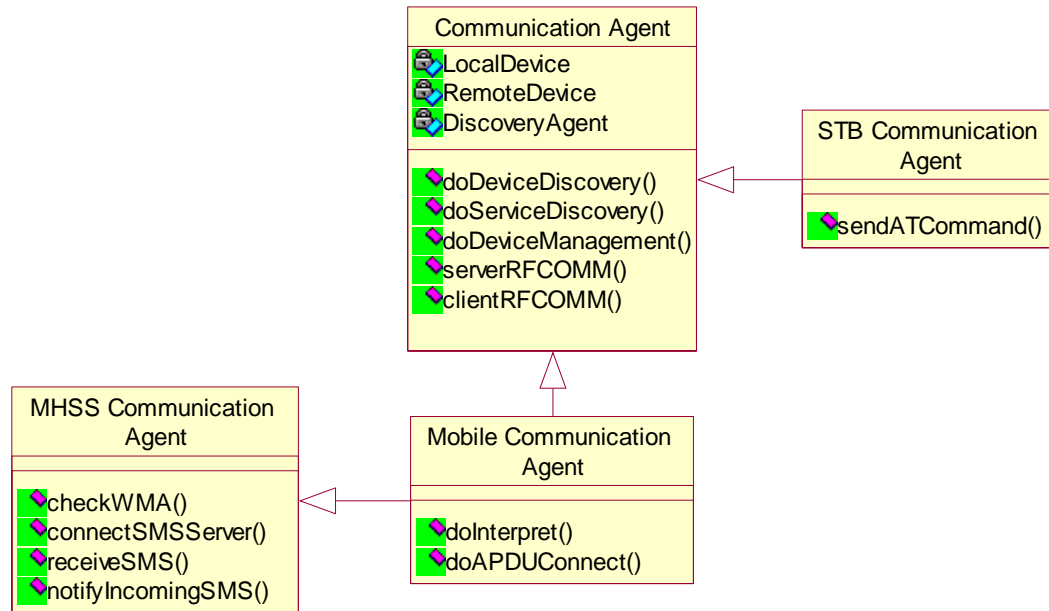 Communication Agent
LocalDevice
RemoteDevice
DiscoveryAgent
doDeviceDiscovery()
doServiceDiscovery()
doDeviceManagement()
serverRFCOMM()
clientRFCOMM()
STB Communication
Agent
sendATCommand()
MHSS Communication
Agent
checkWMA()
connectSMSServer()
receiveSMS()
notifyIncomingSMS()
Mobile Communication
Agent
doInterpret()
doAPDUConnect()